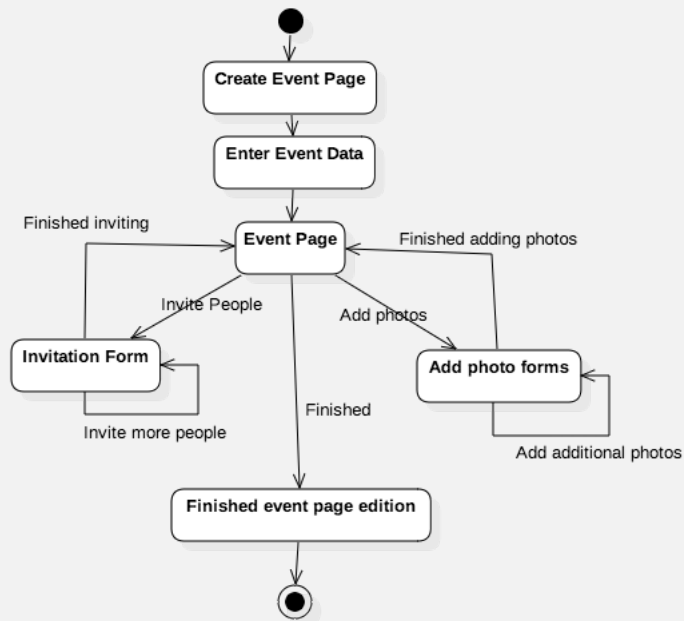 Create Event Page
Enter Event Data
Finished inviting
Event Page
Finished adding photos
Invite People
Add photos
Invitation Form
Add photo forms
Finished
Invite more people
Add additional photos
Finished event page edition